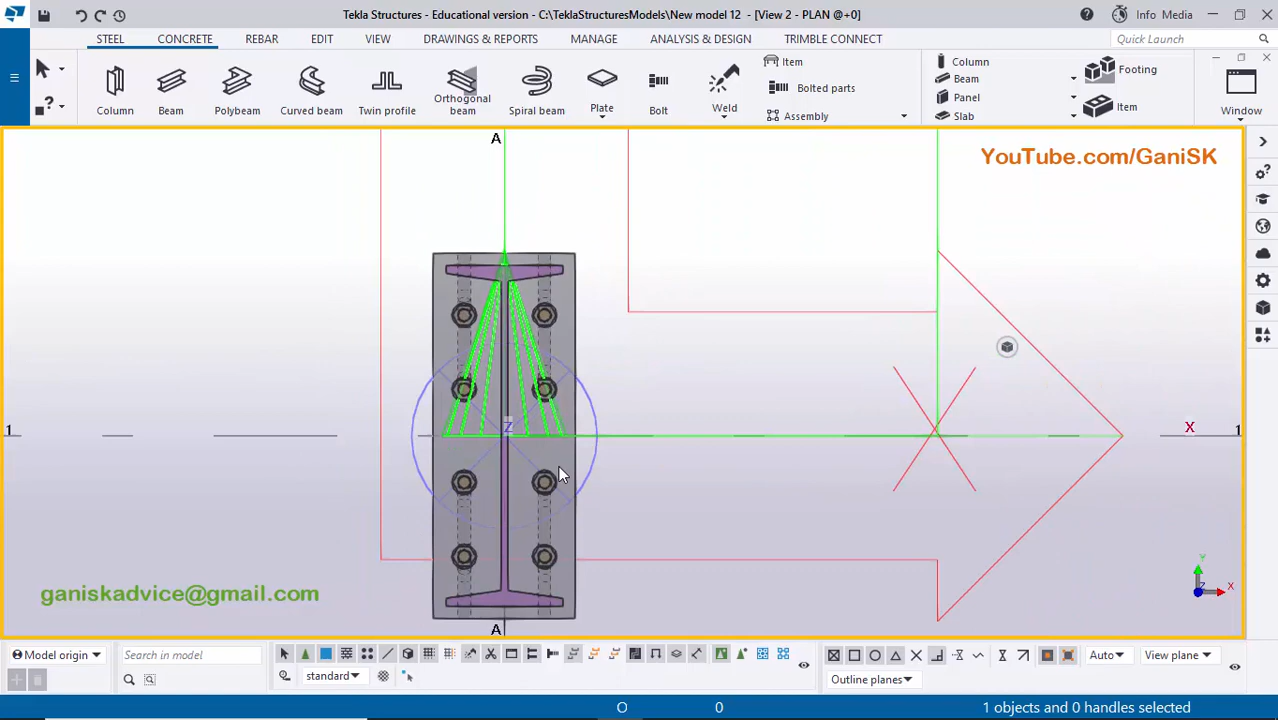 Tekla Structures - Educational version - C:\TeklaStructuresModels\New model 12 - [View 2 - PLAN @+0]
Info Media
STEEL
CONCRETE
REBAR
EDIT
VIEW
DRAWINGS & REPORTS
MANAGE
ANALYSIS & DESIGN
TRIMBLE CONNECT
Quick Launch
Column
Beam
Polybeam
Curved beam
Twin profile
Orthogonal
beam
Spiral beam
Plate
Bolt
Weld
Item
Bolted parts
Assembly
Column
Beam
Panel
Slab
Footing
Item
Window
A
YouTube.com/GaniSK
1
Z
X
1
ganiskadvice@gmail.com
A
Y
Z
X
Model origin
Search in model
standard
Auto
View plane
Outline planes
O
0
1 objects and 0 handles selected